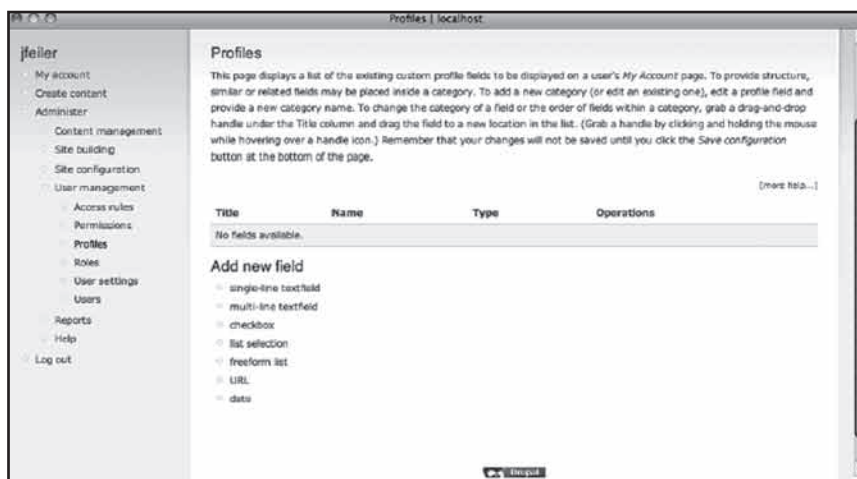 Profiles | localhost
jfeiler
My account
Create content
Administer
Content management
Site building
Site configuration
User management
Access rules
Permissions
Profiles
Roles
User settings
Users
Reports
Help
Log out
Profiles
This page displays a list of the existing custom profile fields to be displayed on a user's My Account page. To provide structure,
similar or related fields may be placed inside a category. To add a new category (or edit an existing one), edit a profile field and
provide a new category name. To change the category of a field or the order of fields within a category, grab a drag-and-drop
handle under the Title column and drag the field to a new location in the list. (Grab a handle by clicking and holding the mouse
while hovering over a handle icon.) Remember that your changes will not be saved until you click the Save configuration
button at the bottom of the page.
[more help...]
Title Name Type Operations
No fields available.
Add new field
single-line textfield
multi-line textfield
checkbox
list selection
freeform list
URL
date
Drupal